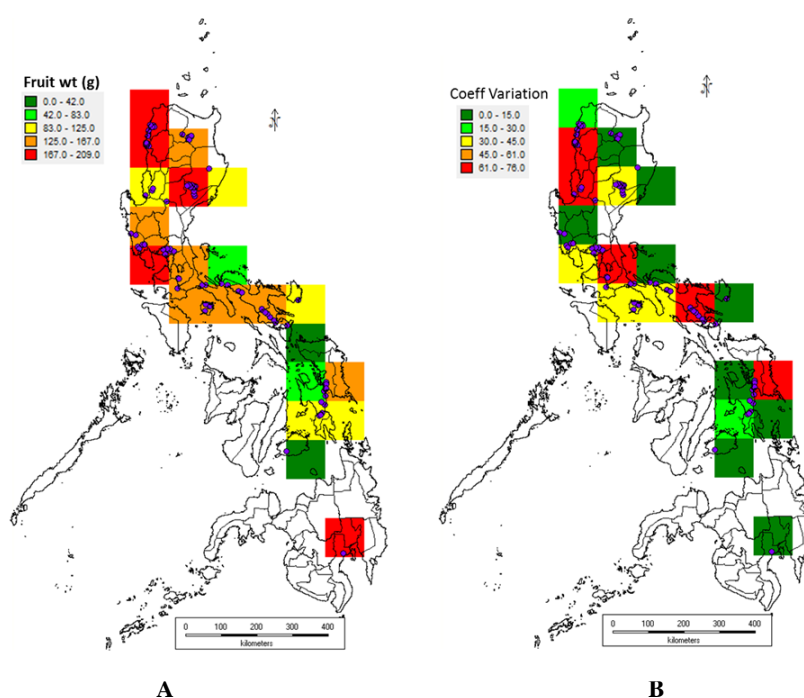 Fruit wt (g)
0.0 - 42.0
42.0 - 83.0
83.0 - 125.0
125.0 - 167.0
167.0 - 209.0
0 100 200 300 400
kilometers
A
Coeff Variation
0.0 - 15.0
15.0 - 30.0
30.0 - 45.0
45.0 - 61.0
61.0 - 76.0
0 100 200 300 400
kilometers
B